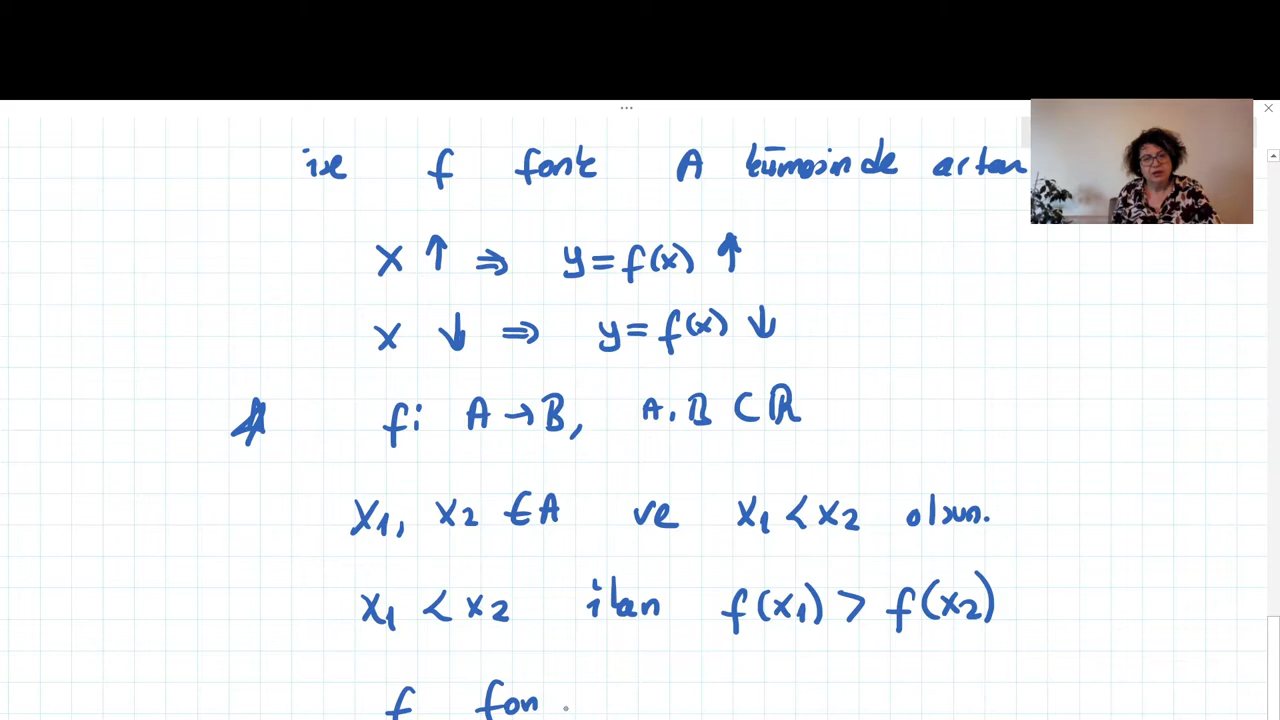 ise f fonk A kümesinde artan
x ↑ ⇒ y = f(x) ↑
x ↓ ⇒ y = f(x) ↓
f: A → B, A, B ⊂ ℝ
x1, x2 ∈ A ve x1 < x2 olsun.
x1 < x2 iken f(x1) > f(x2)
f fon